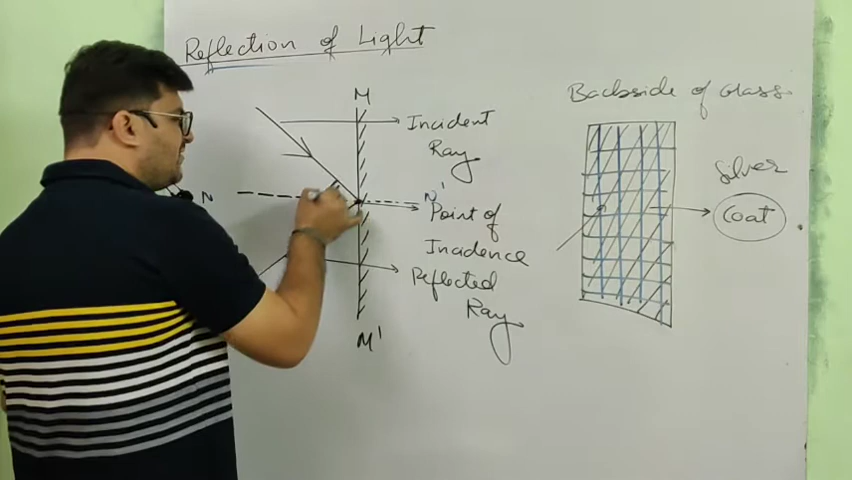 Reflection of Light
M
Incident
Ray
N
N'
Point of
Incidence
Reflected
Ray
M'
Backside of Glass.
Silver
Coat